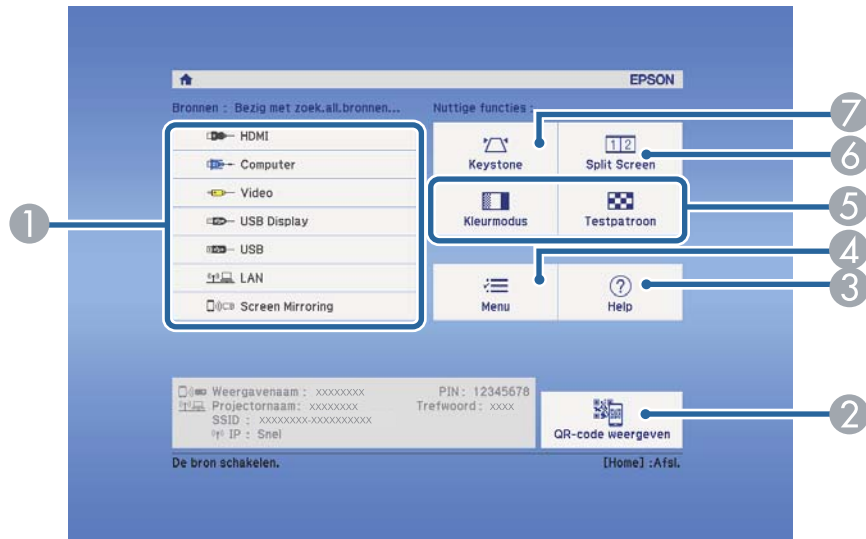 EPSON
Bronnen : Bezig met zoek.all.bronnen...
HDMI
Computer
Video
USB Display
USB
LAN
Screen Mirroring
1
Nuttige functies :
Keystone
7
1 2
Split Screen
6
Kleurmodus
Testpatroon
5
Menu
4
?
Help
3
Weergavenaam : xxxxxxxx
PIN : 12345678
Projectornaam: xxxxxxxx
Trefwoord : xxxx
SSID : xxxxxxxx-xxxxxxxxxx
IP : Snel
QR-code weergeven
2
De bron schakelen.
[Home] :Afsl.